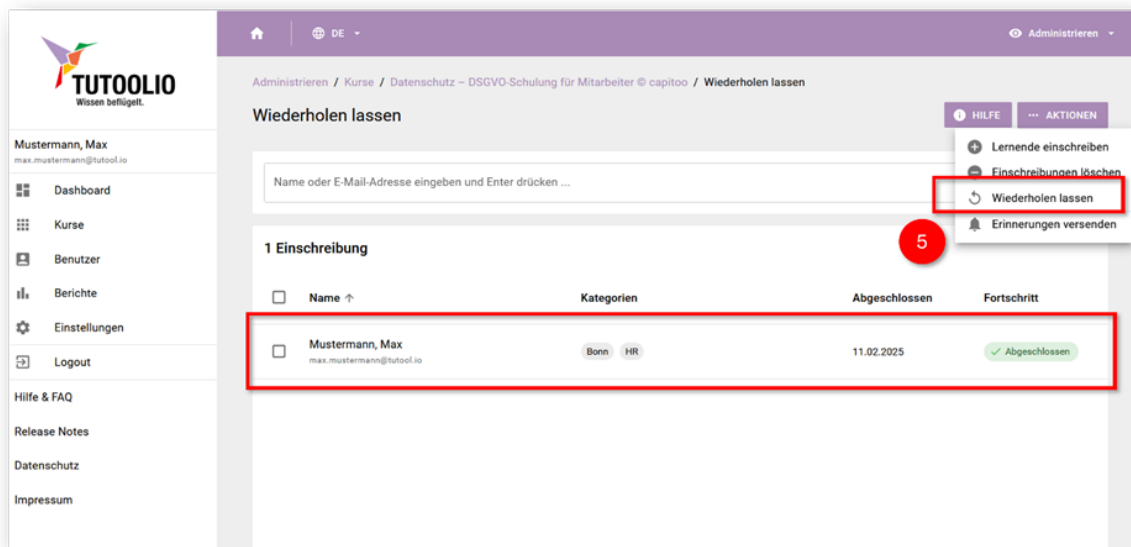 TUTOOLIO
Wissen beflügelt.
DE
Administrieren
Mustermann, Max
max.mustermann@tutool.io
Dashboard
Kurse
Benutzer
Berichte
Einstellungen
Logout
Hilfe & FAQ
Release Notes
Datenschutz
Impressum
Administrieren / Kurse / Datenschutz – DSGVO-Schulung für Mitarbeiter © capitoo / Wiederholen lassen
Wiederholen lassen
HILFE
AKTIONEN
Lernende einschreiben
Einschreibungen löschen
Wiederholen lassen
Erinnerungen versenden
5
Name oder E-Mail-Adresse eingeben und Enter drücken ...
1 Einschreibung
Name ↑ Kategorien Abgeschlossen Fortschritt
Mustermann, Max
max.mustermann@tutool.io
Bonn HR 11.02.2025 Abgeschlossen